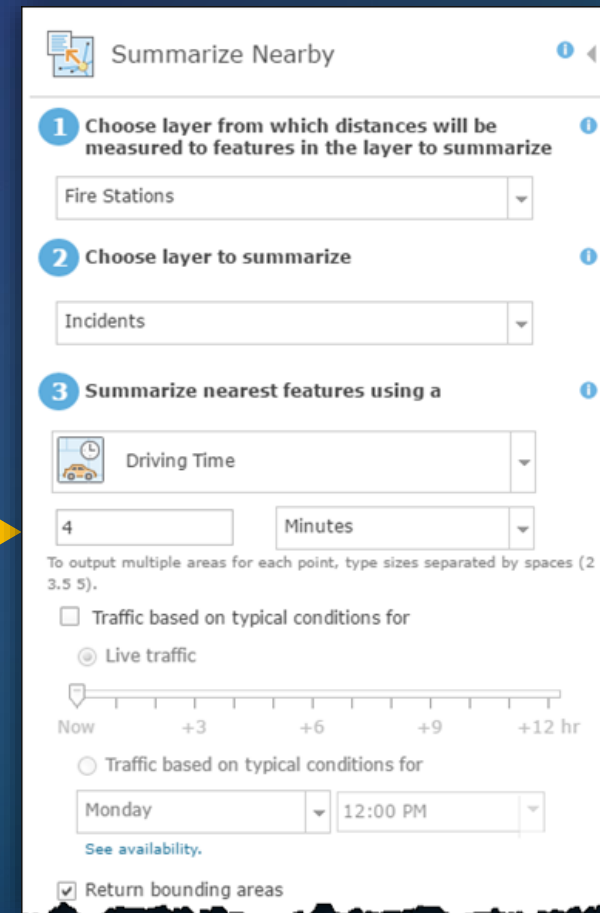 Summarize Nearby
1 Choose layer from which distances will be
measured to features in the layer to summarize
Fire Stations
2 Choose layer to summarize
Incidents
3 Summarize nearest features using a
Driving Time
4 Minutes
To output multiple areas for each point, type sizes separated by spaces (2
3.5 5).
Traffic based on typical conditions for
Live traffic
Now +3 +6 +9 +12 hr
Traffic based on typical conditions for
Monday 12:00 PM
See availability.
Return bounding areas